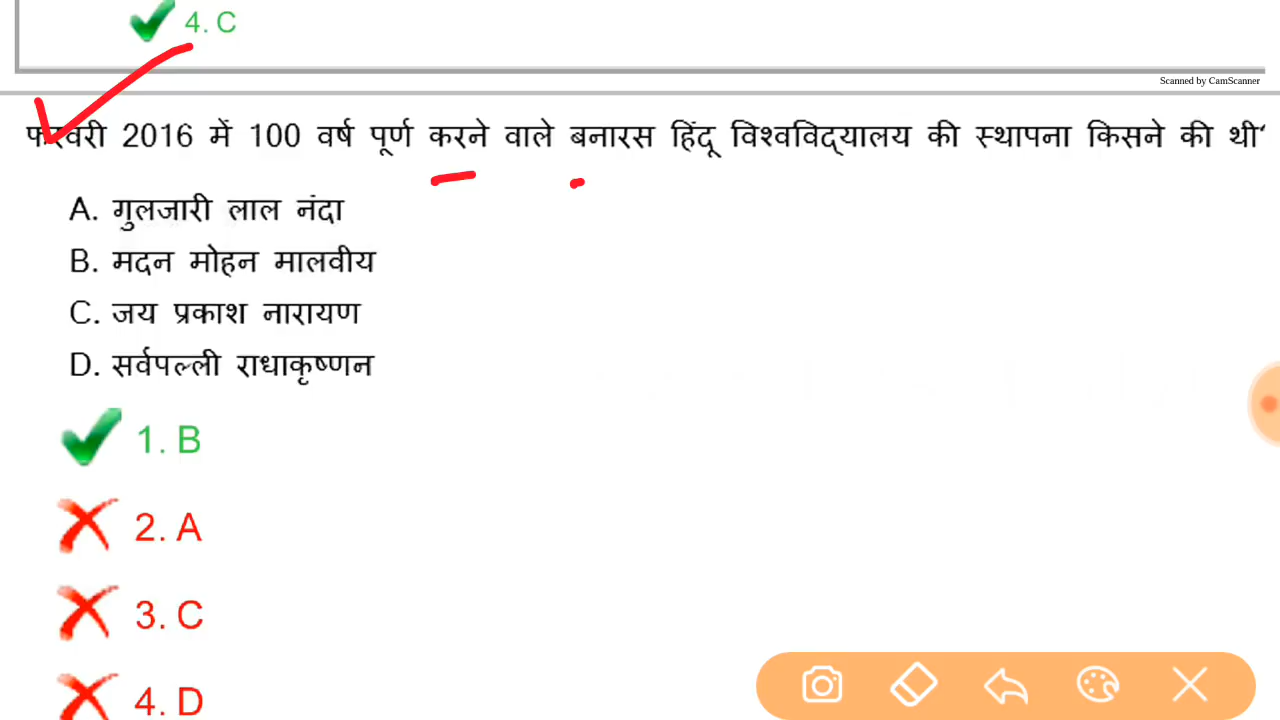 4. C
Scanned by CamScanner
फरवरी 2016 में 100 वर्ष पूर्ण करने वाले बनारस हिंदू विश्वविद्यालय की स्थापना किसने की थी
A. गुलजारी लाल नंदा
B. मदन मोहन मालवीय
C. जय प्रकाश नारायण
D. सर्वपल्ली राधाकृष्णन
1. B
2. A
3. C
4. D